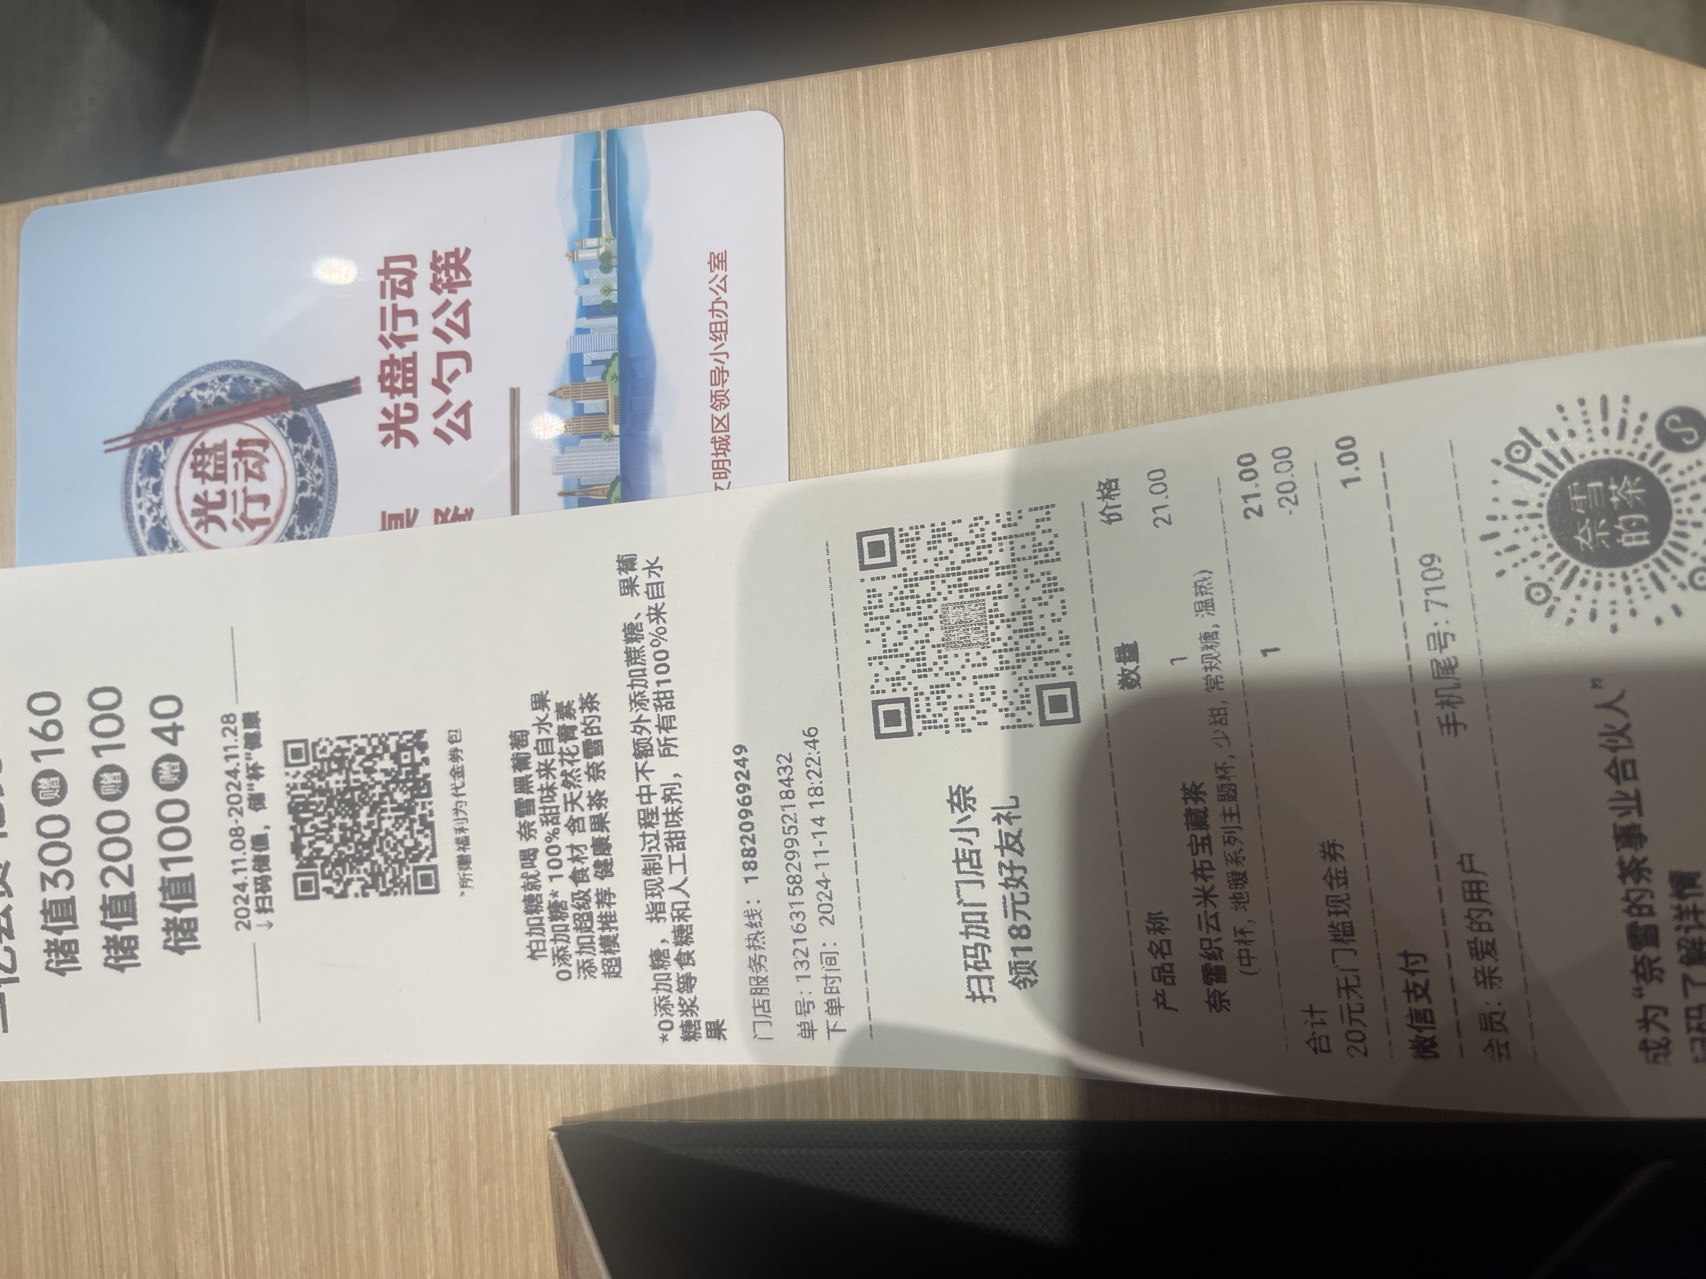 储值300赠160
储值200赠100
储值100赠40
2024.11.08-2024.11.28
↓扫码储值，储"杯"健康
*所赠福利为代金券包
怕加糖就喝 奈雪黑葡萄
0添加糖*100%甜味来自水果
添加超级食材 含天然花青素
超模推荐 健康果茶 奈雪的茶
*0添加糖，指现制过程中不额外添加蔗糖、果葡
糖浆等食糖和人工甜味剂，所有甜100%来自水
果
门店服务热线：18820969249
单号：1321631582995218432
下单时间：2024-11-14 18:22:46
扫码加门店小奈
领18元好友礼
产品名称 数量 价格
奈雪织云米布宝藏茶 1 21.00
(中杯, 地暖系列主题杯, 少甜, 常规糖, 温热)
合计 1 21.00
20元无门槛现金券 -20.00
微信支付 1.00
会员：亲爱的用户 手机尾号：7109
成为"奈雪的茶事业合伙人"
扫码了解详情
奈雪
的茶
光盘
行动
光盘行动
公勺公筷
文明城区领导小组办公室